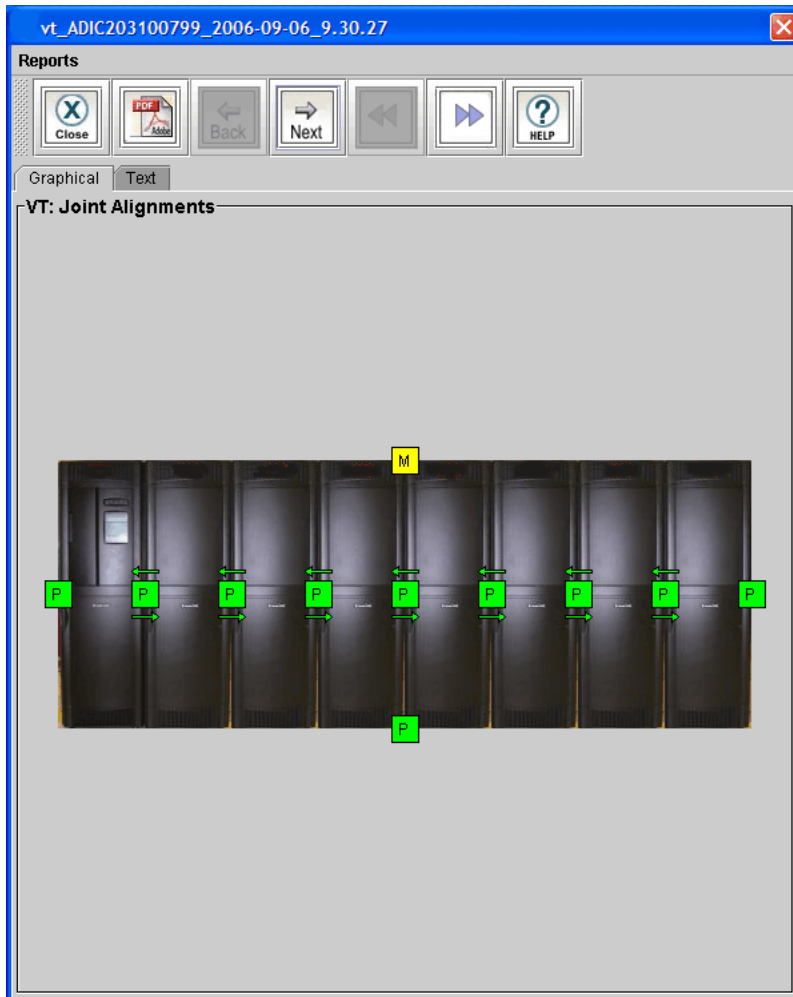 vt_ADIC203100799_2006-09-06_9.30.27
Reports
Close
PDF
Adobe
Back
Next
HELP
Graphical
Text
VT: Joint Alignments
M
P P P P P P P P P
P